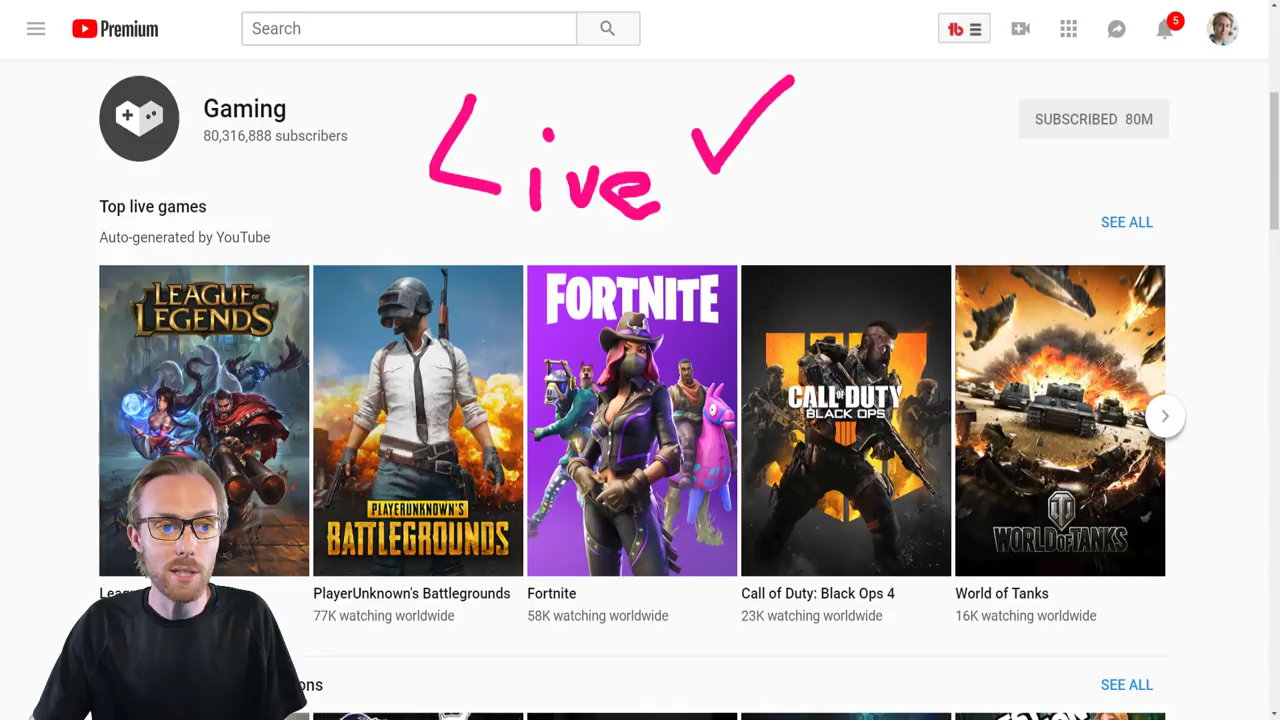 Premium
Search
tb
5
Gaming
80,316,888 subscribers
Live
SUBSCRIBED 80M
Top live games
Auto-generated by YouTube
SEE ALL
LEAGUE OF LEGENDS
PLAYERUNKNOWN'S
BATTLEGROUNDS
FORTNITE
CALL OF DUTY
BLACK OPS
IIII
WORLD OF TANKS
PlayerUnknown's Battlegrounds
77K watching worldwide
Fortnite
58K watching worldwide
Call of Duty: Black Ops 4
23K watching worldwide
World of Tanks
16K watching worldwide
SEE ALL